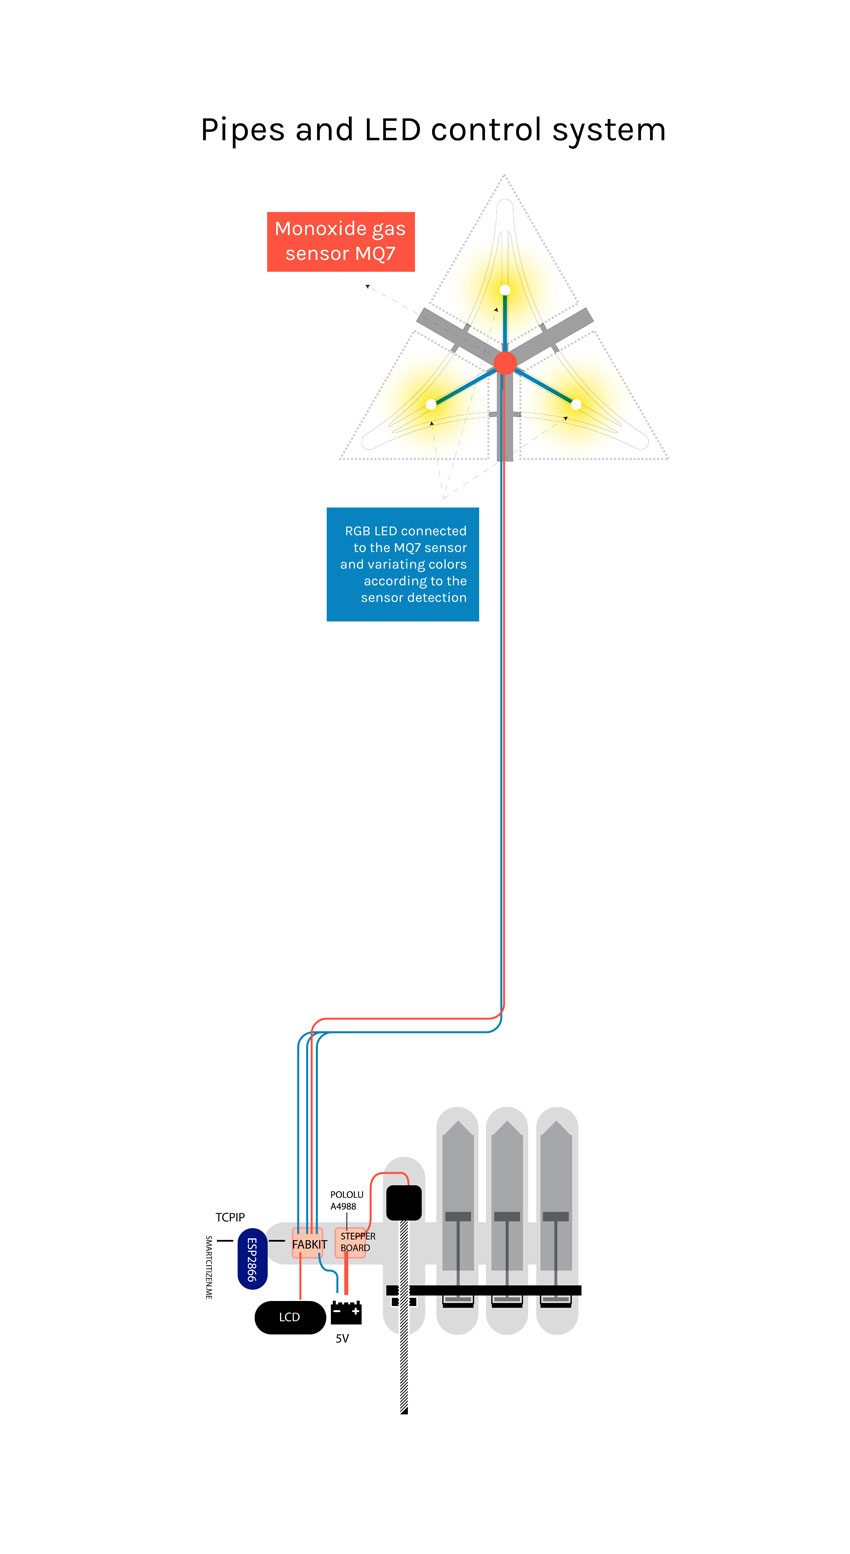 Pipes and LED control system
Monoxide gas
sensor MQ7
RGB LED connected
to the MQ7 sensor
and variating colors
according to the
sensor detection
POLOLU
A4988
TCPIP
SMARTCITIZEN.ME
ESP2866
FABKIT
STEPPER
BOARD
LCD
5V